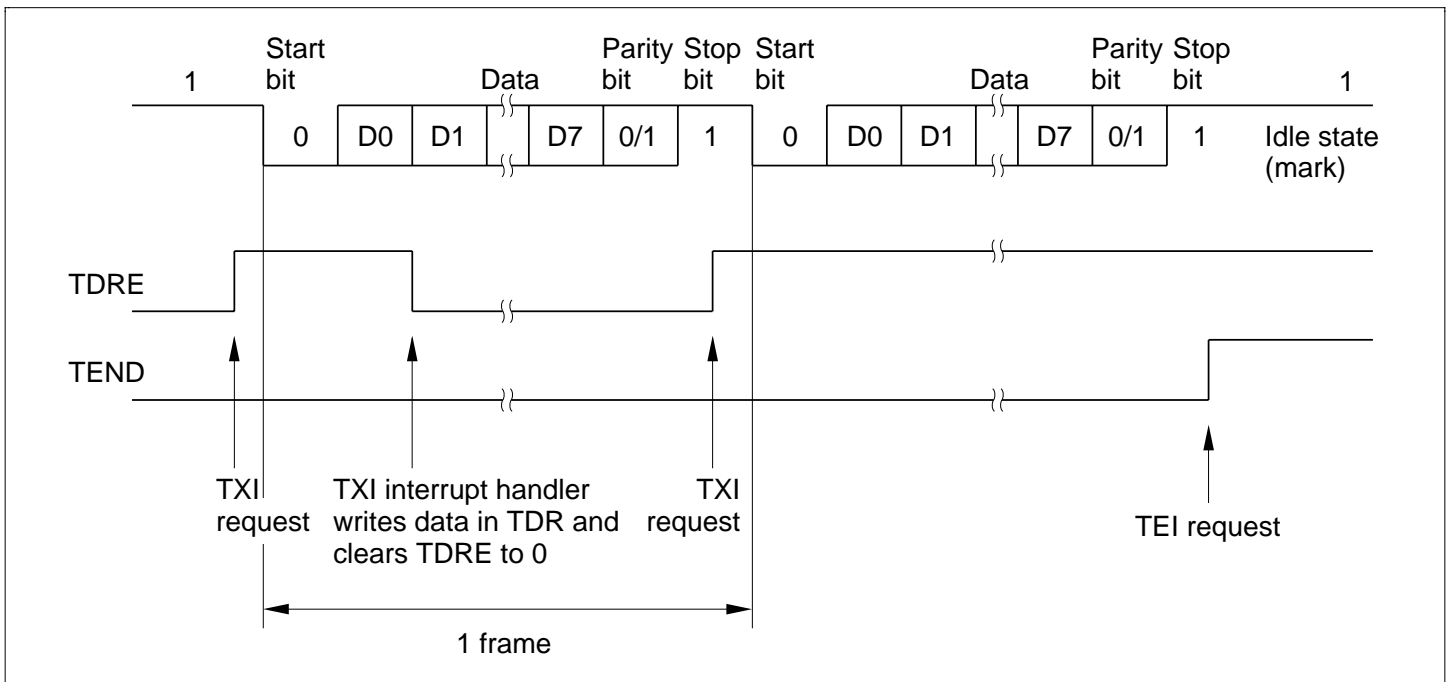 Start Parity Stop Start Parity Stop
1 bit Data bit bit bit Data bit bit 1
0 D0 D1 D7 0/1 1 0 D0 D1 D7 0/1 1 Idle state
(mark)
TDRE
TEND
TXI TXI interrupt handler TXI
request writes data in TDR and request TEI request
clears TDRE to 0
1 frame